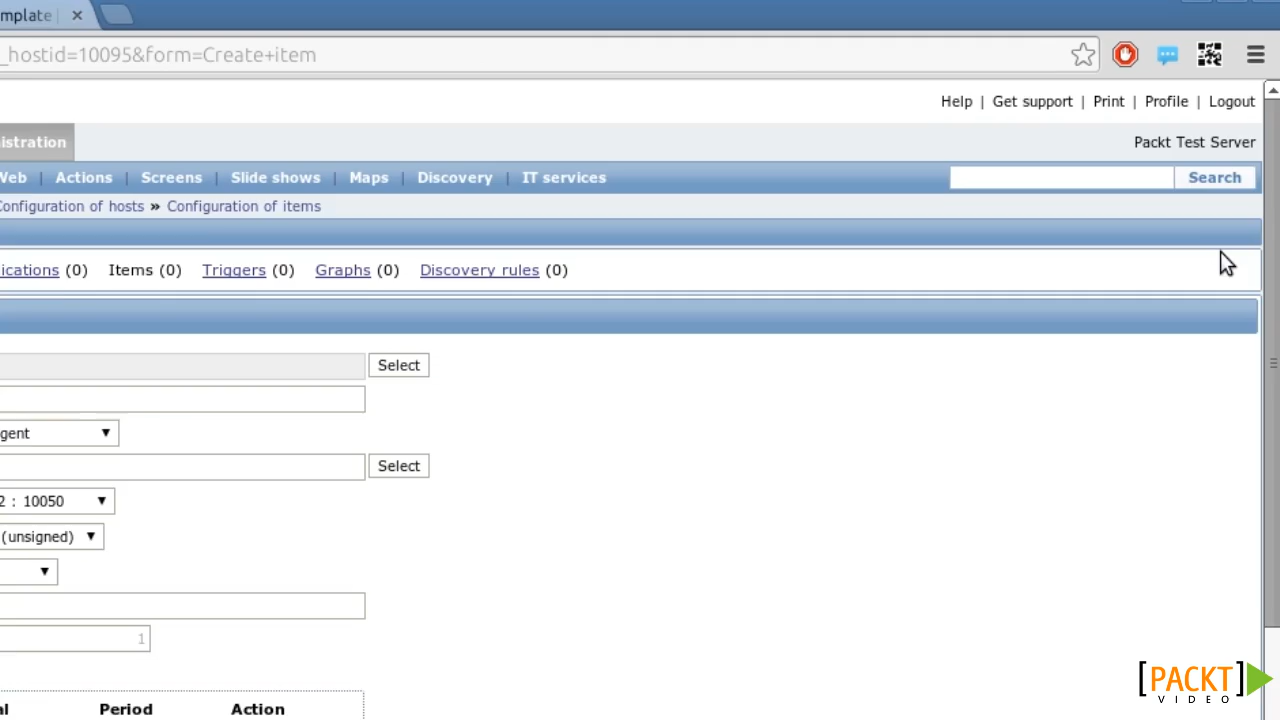 mplate
_hostid=10095&form=Create+item
Help | Get support | Print | Profile | Logout
istration
Packt Test Server
Web | Actions | Screens | Slide shows | Maps | Discovery | IT services
Search
Configuration of hosts » Configuration of items
ications (0) Items (0) Triggers (0) Graphs (0) Discovery rules (0)
Select
gent
Select
2 : 10050
(unsigned)
1
al Period Action
[PACKT]
VIDEO